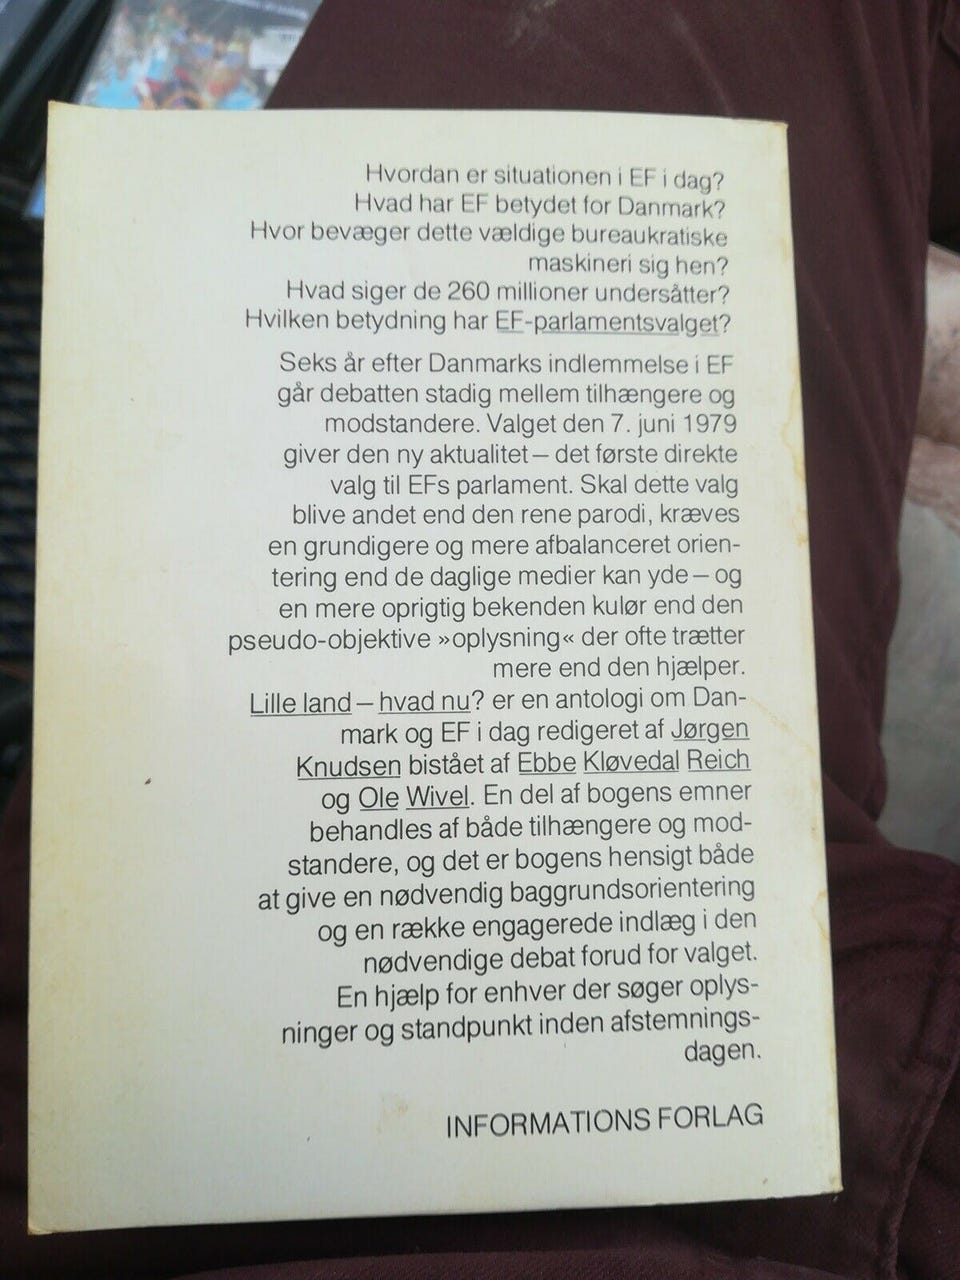 Hvordan er situationen i EF i dag?
Hvad har EF betydet for Danmark?
Hvor bevæger dette vældige bureaukratiske
maskineri sig hen?
Hvad siger de 260 millioner undersåtter?
Hvilken betydning har EF-parlamentsvalget?
Seks år efter Danmarks indlemmelse i EF
går debatten stadig mellem tilhængere og
modstandere. Valget den 7. juni 1979
giver den ny aktualitet – det første direkte
valg til EFs parlament. Skal dette valg
blive andet end den rene parodi, kræves
en grundigere og mere afbalanceret orien-
tering end de daglige medier kan yde – og
en mere oprigtig bekenden kulør end den
pseudo-objektive »oplysning« der ofte trætter
mere end den hjælper.
Lille land – hvad nu? er en antologi om Dan-
mark og EF i dag redigeret af Jørgen
Knudsen bistået af Ebbe Kløvedal Reich
og Ole Wivel. En del af bogens emner
behandles af både tilhængere og mod-
standere, og det er bogens hensigt både
at give en nødvendig baggrundsorientering
og en række engagerede indlæg i den
nødvendige debat forud for valget.
En hjælp for enhver der søger oplys-
ninger og standpunkt inden afstemnings-
dagen.
INFORMATIONS FORLAG